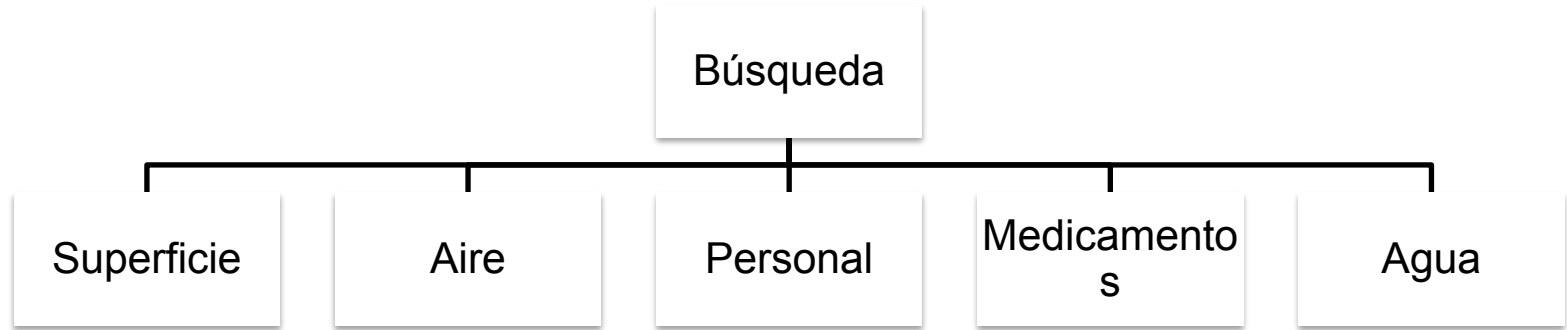 Búsqueda
Superficie
Aire
Personal
Medicamento
s
Agua